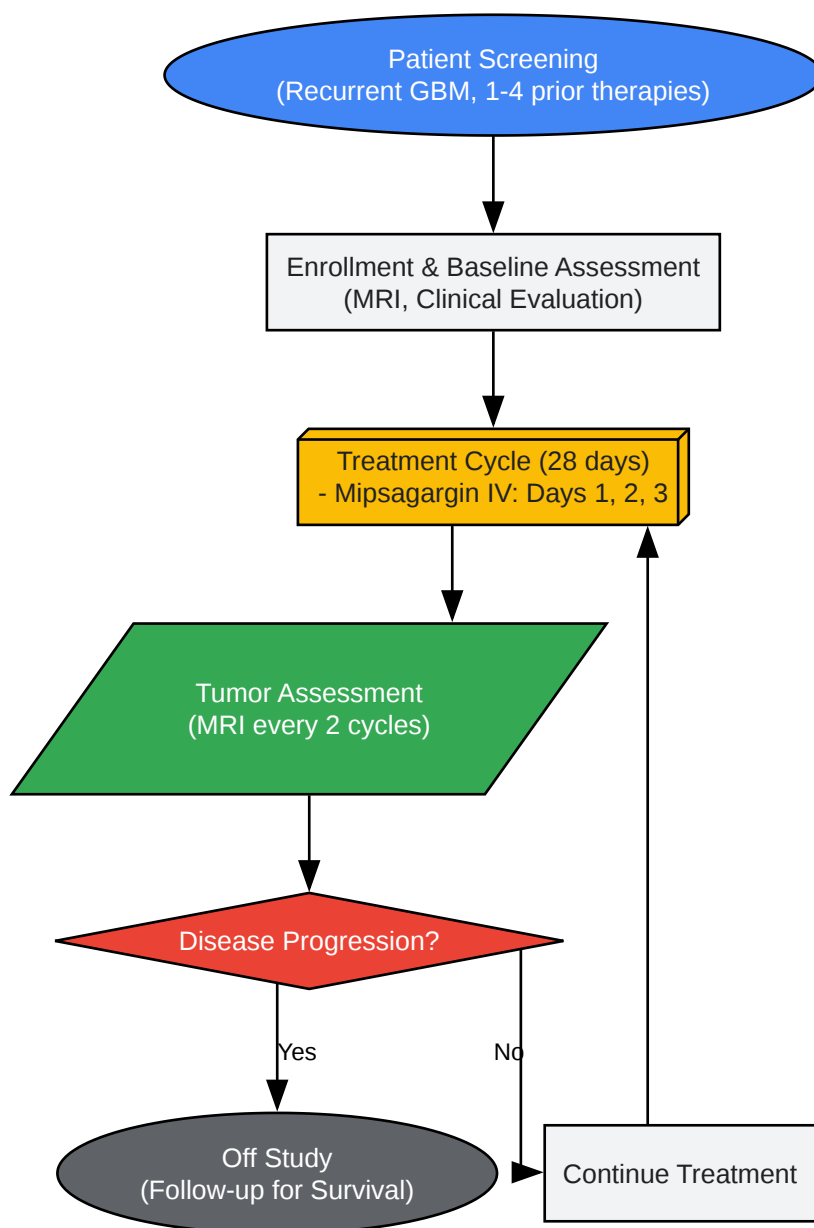 Patient Screening
(Recurrent GBM, 1-4 prior therapies)
Enrollment & Baseline Assessment
(MRI, Clinical Evaluation)
Treatment Cycle (28 days)
- Mipsagargin IV: Days 1, 2, 3
Tumor Assessment
(MRI every 2 cycles)
Disease Progression?
Yes
No
Off Study
(Follow-up for Survival)
Continue Treatment